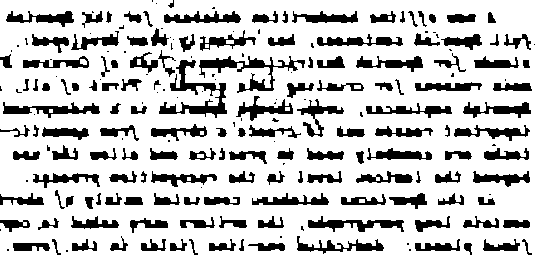 A new offline handwritten database for the Spanish
full Spanish sentences, has recently been developed:
stands for Spanish Restricted-domain Task of Cursive
main reasons for creating this corpus. First of all,
Spanish sentences, even though Spanish is a widespread
important reason was to create a corpus from semantic-
tasks are commonly used in practice and allow the use
beyond the lexicon level in the recognition process.
As the Spartacus database consisted mainly of short
contain long paragraphs, the writers were asked to copy
fixed places: dedicated one-line fields in the forms.